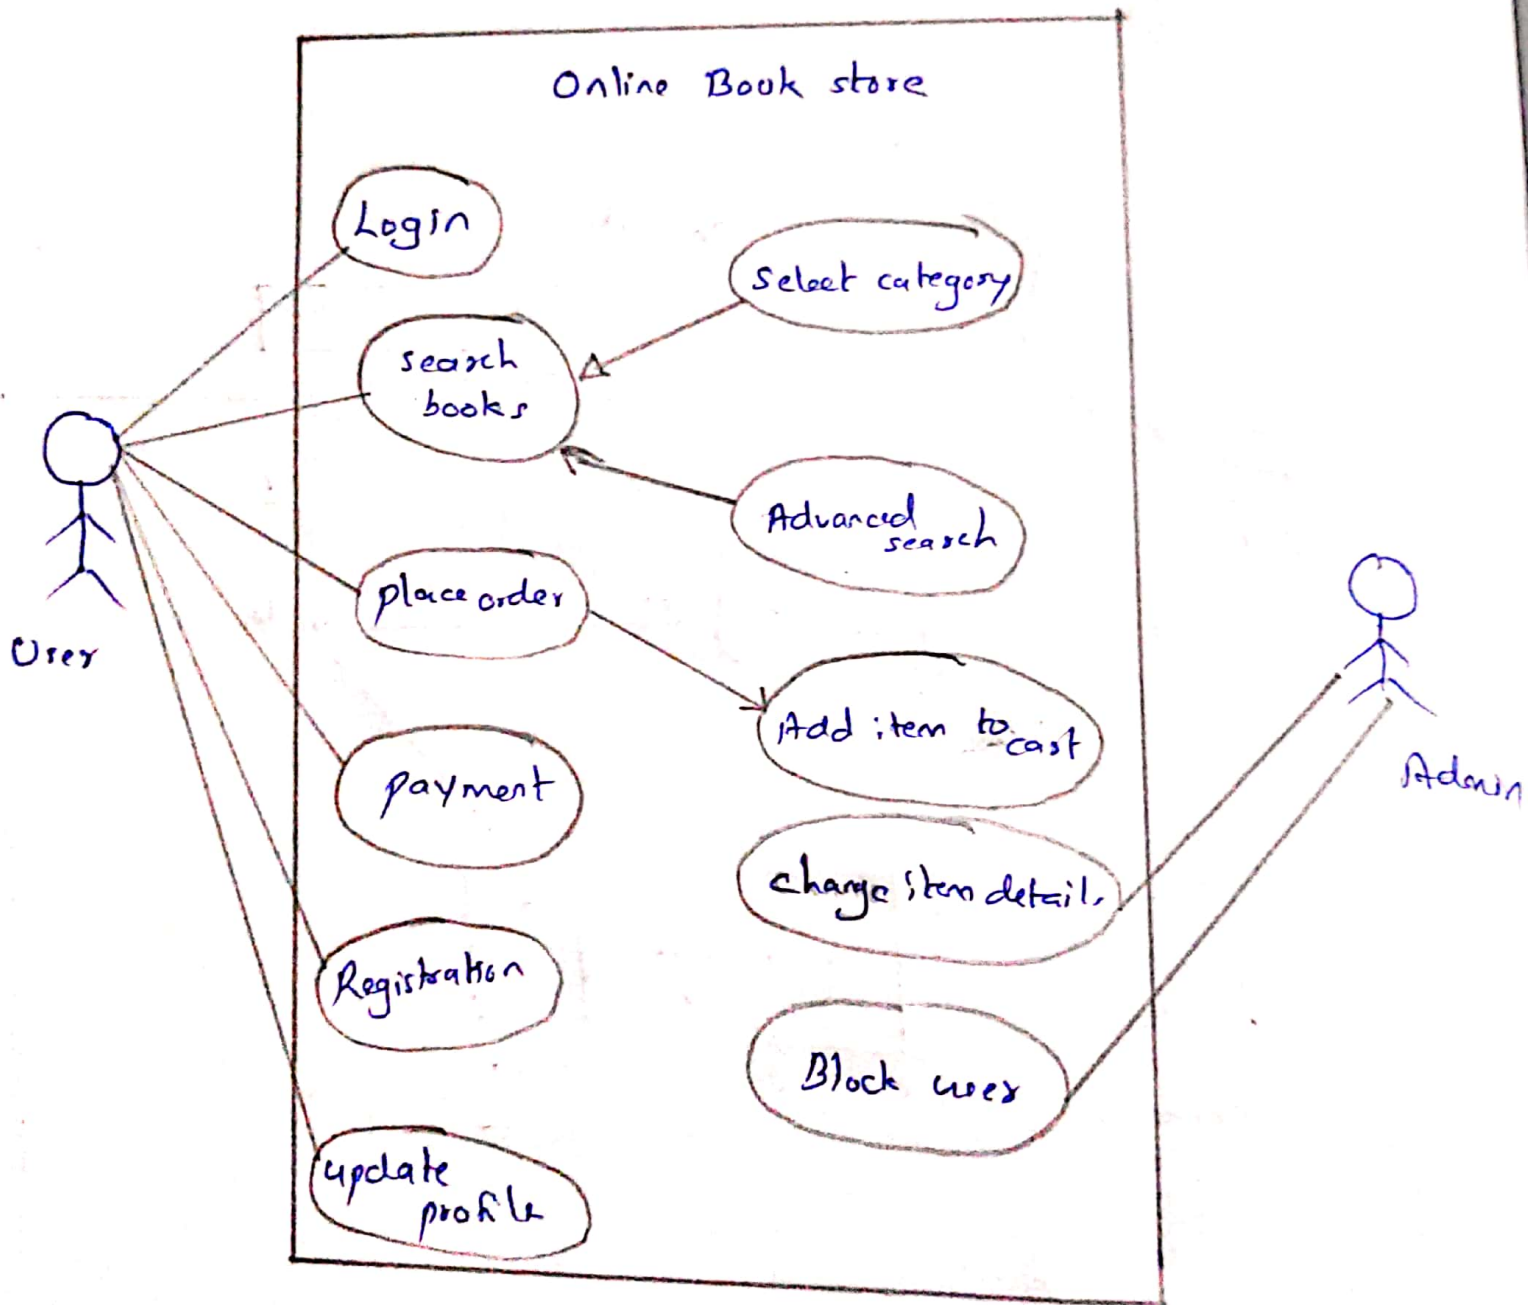 Online Book store
Login
Select category
search
books
Advanced
search
place order
User
Add item to
cart
Admin
payment
change item details
Registration
Block user
update
profile